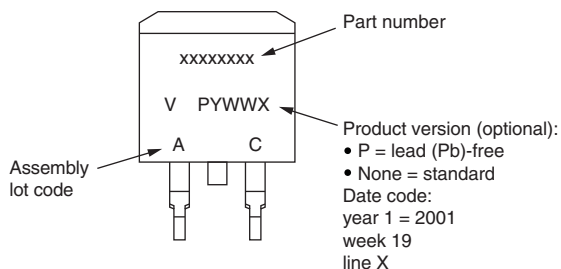 Part number
xxxxxxxx
V PYWWX
A C
Assembly
lot code
Product version (optional):
• P = lead (Pb)-free
• None = standard
Date code:
year 1 = 2001
week 19
line X